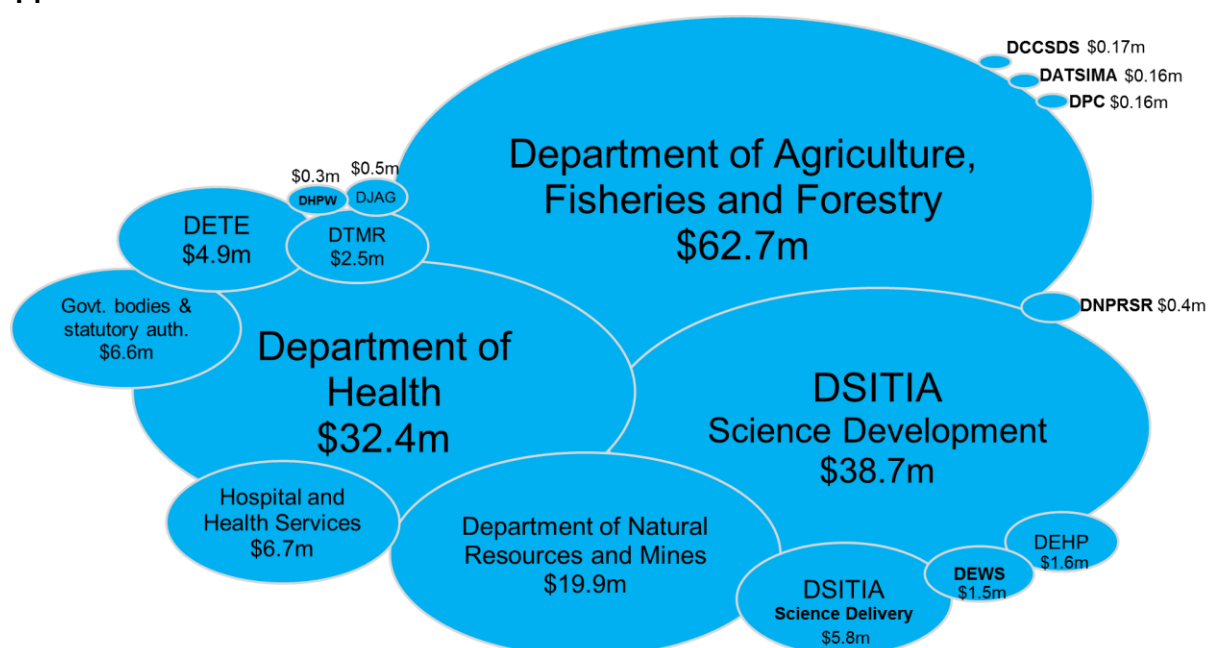 DCCSDS $0.17m
DATSIMA $0.16m
DPC $0.16m
Department of Agriculture,
Fisheries and Forestry
$62.7m
$0.3m
DHPW
$0.5m
DJAG
DETE
$4.9m
DTMR
$2.5m
Govt. bodies &
statutory auth.
$6.6m
DNPRSR $0.4m
Department of
Health
$32.4m
DSITIA
Science Development
$38.7m
Hospital and
Health Services
$6.7m
Department of Natural
Resources and Mines
$19.9m
DEHP
$1.6m
DEWS
$1.5m
DSITIA
Science Delivery
$5.8m